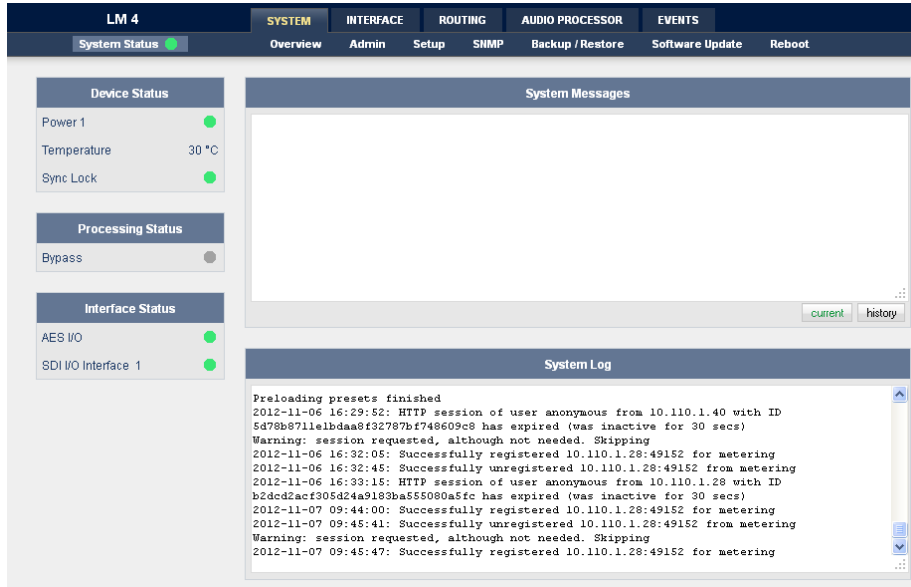 LM 4
SYSTEM INTERFACE ROUTING AUDIO PROCESSOR EVENTS
System Status
Overview Admin Setup SNMP Backup / Restore Software Update Reboot
Device Status
Power 1
Temperature 30 °C
Sync Lock
Processing Status
Bypass
Interface Status
AES I/O
SDI I/O Interface 1
System Messages
current history
System Log
Preloading presets finished
2012-11-06 16:29:52: HTTP session of user anonymous from 10.110.1.40 with ID
5d78b8711e1bdaa8f32787bf748609c8 has expired (was inactive for 30 secs)
Warning: session requested, although not needed. Skipping
2012-11-06 16:32:05: Successfully registered 10.110.1.28:49152 for metering
2012-11-06 16:32:45: Successfully unregistered 10.110.1.28:49152 from metering
2012-11-06 16:33:15: HTTP session of user anonymous from 10.110.1.28 with ID
b2dcd2acf305d24a9183ba555080a5fc has expired (was inactive for 30 secs)
2012-11-07 09:44:00: Successfully registered 10.110.1.28:49152 for metering
2012-11-07 09:45:41: Successfully unregistered 10.110.1.28:49152 from metering
Warning: session requested, although not needed. Skipping
2012-11-07 09:45:47: Successfully registered 10.110.1.28:49152 for metering